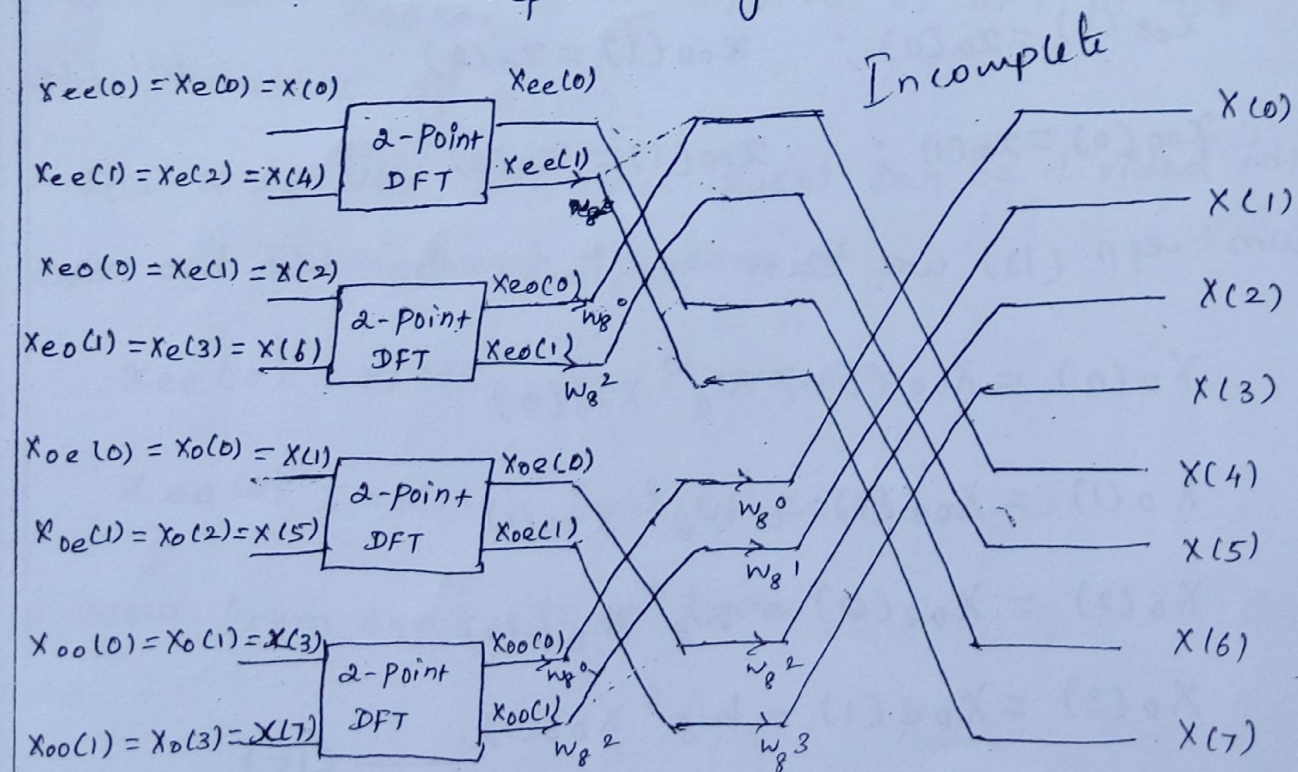 Incomplete
xee(0) = xe(0) = x(0)
xee(0)
X(0)
2-Point
DFT
xee(1) = xe(2) = x(4)
xee(1)
X(1)
xeo(0) = xe(1) = x(2)
xeo(0)
X(2)
W8 0
2-Point
DFT
xeo(1) = xe(3) = x(6)
xeo(1)
X(3)
W8 2
xoe(0) = xo(0) = x(1)
xoe(0)
X(4)
W8 0
2-Point
DFT
xoe(1) = xo(2) = x(5)
xoe(1)
X(5)
W8 1
xoo(0) = xo(1) = x(3)
xoo(0)
X(6)
W8 0
W8 2
2-Point
DFT
xoo(1) = xo(3) = x(7)
xoo(1)
X(7)
W8 2
W8 3